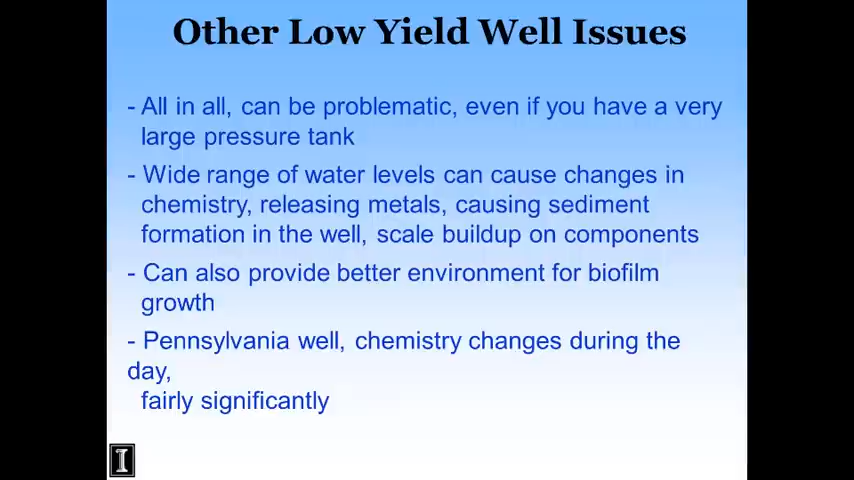 Other Low Yield Well Issues
- All in all, can be problematic, even if you have a very
large pressure tank
- Wide range of water levels can cause changes in
chemistry, releasing metals, causing sediment
formation in the well, scale buildup on components
- Can also provide better environment for biofilm
growth
- Pennsylvania well, chemistry changes during the
day,
fairly significantly
I